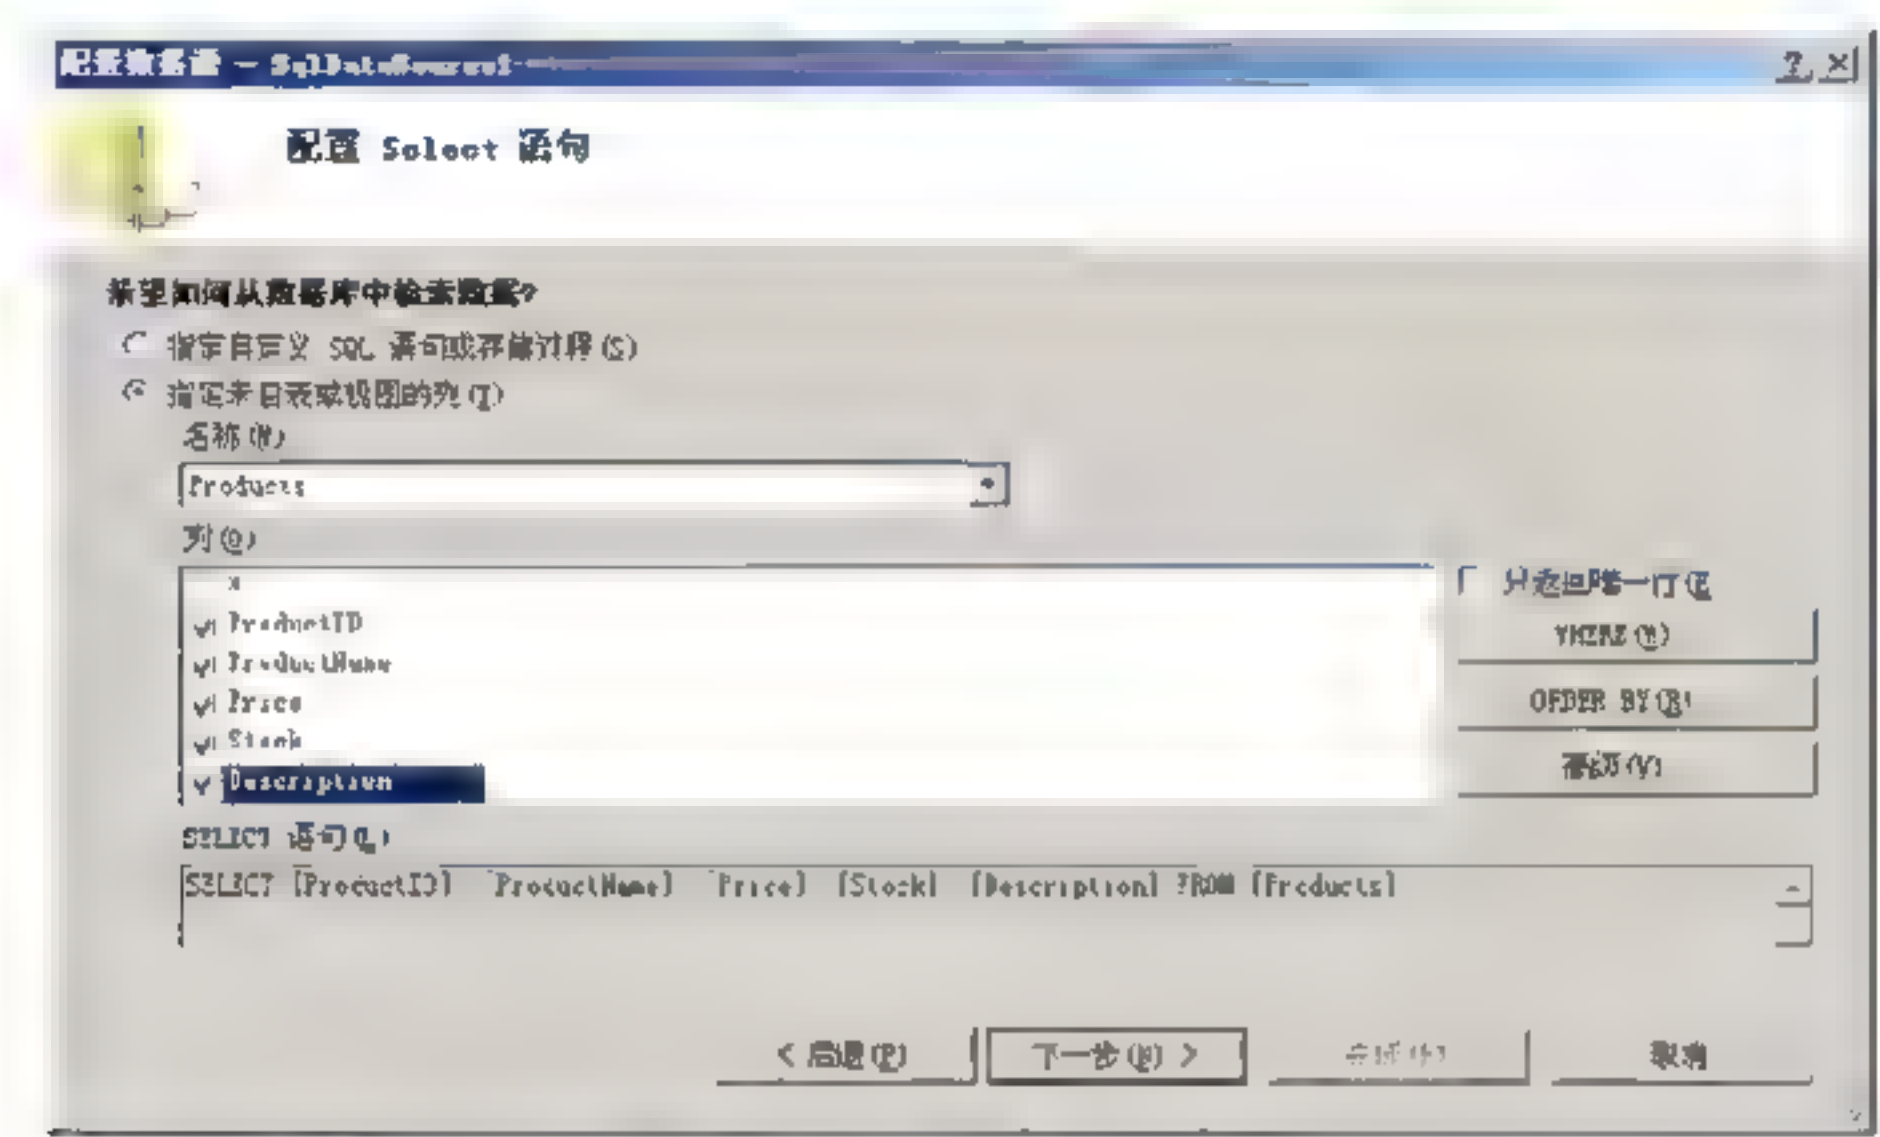 配置数据源 - SqlDataSource1
? ×
配置 Select 语句
希望如何从数据库中检索数据?
指定自定义 SQL 语句或存储过程(S)
指定来自表或视图的列(T)
名称(M)
Products
列(O)
*
只返回唯一行(E
ProductID
WHERE(W)
ProductName
Price
ORDER BY(R)
Stock
高级(V)
Description
SELECT 语句(L)
SELECT [ProductID] [ProductName] [Price] [Stock] [Description] FROM [Products]
< 后退(P)
下一步(N) >
完成(F)
取消